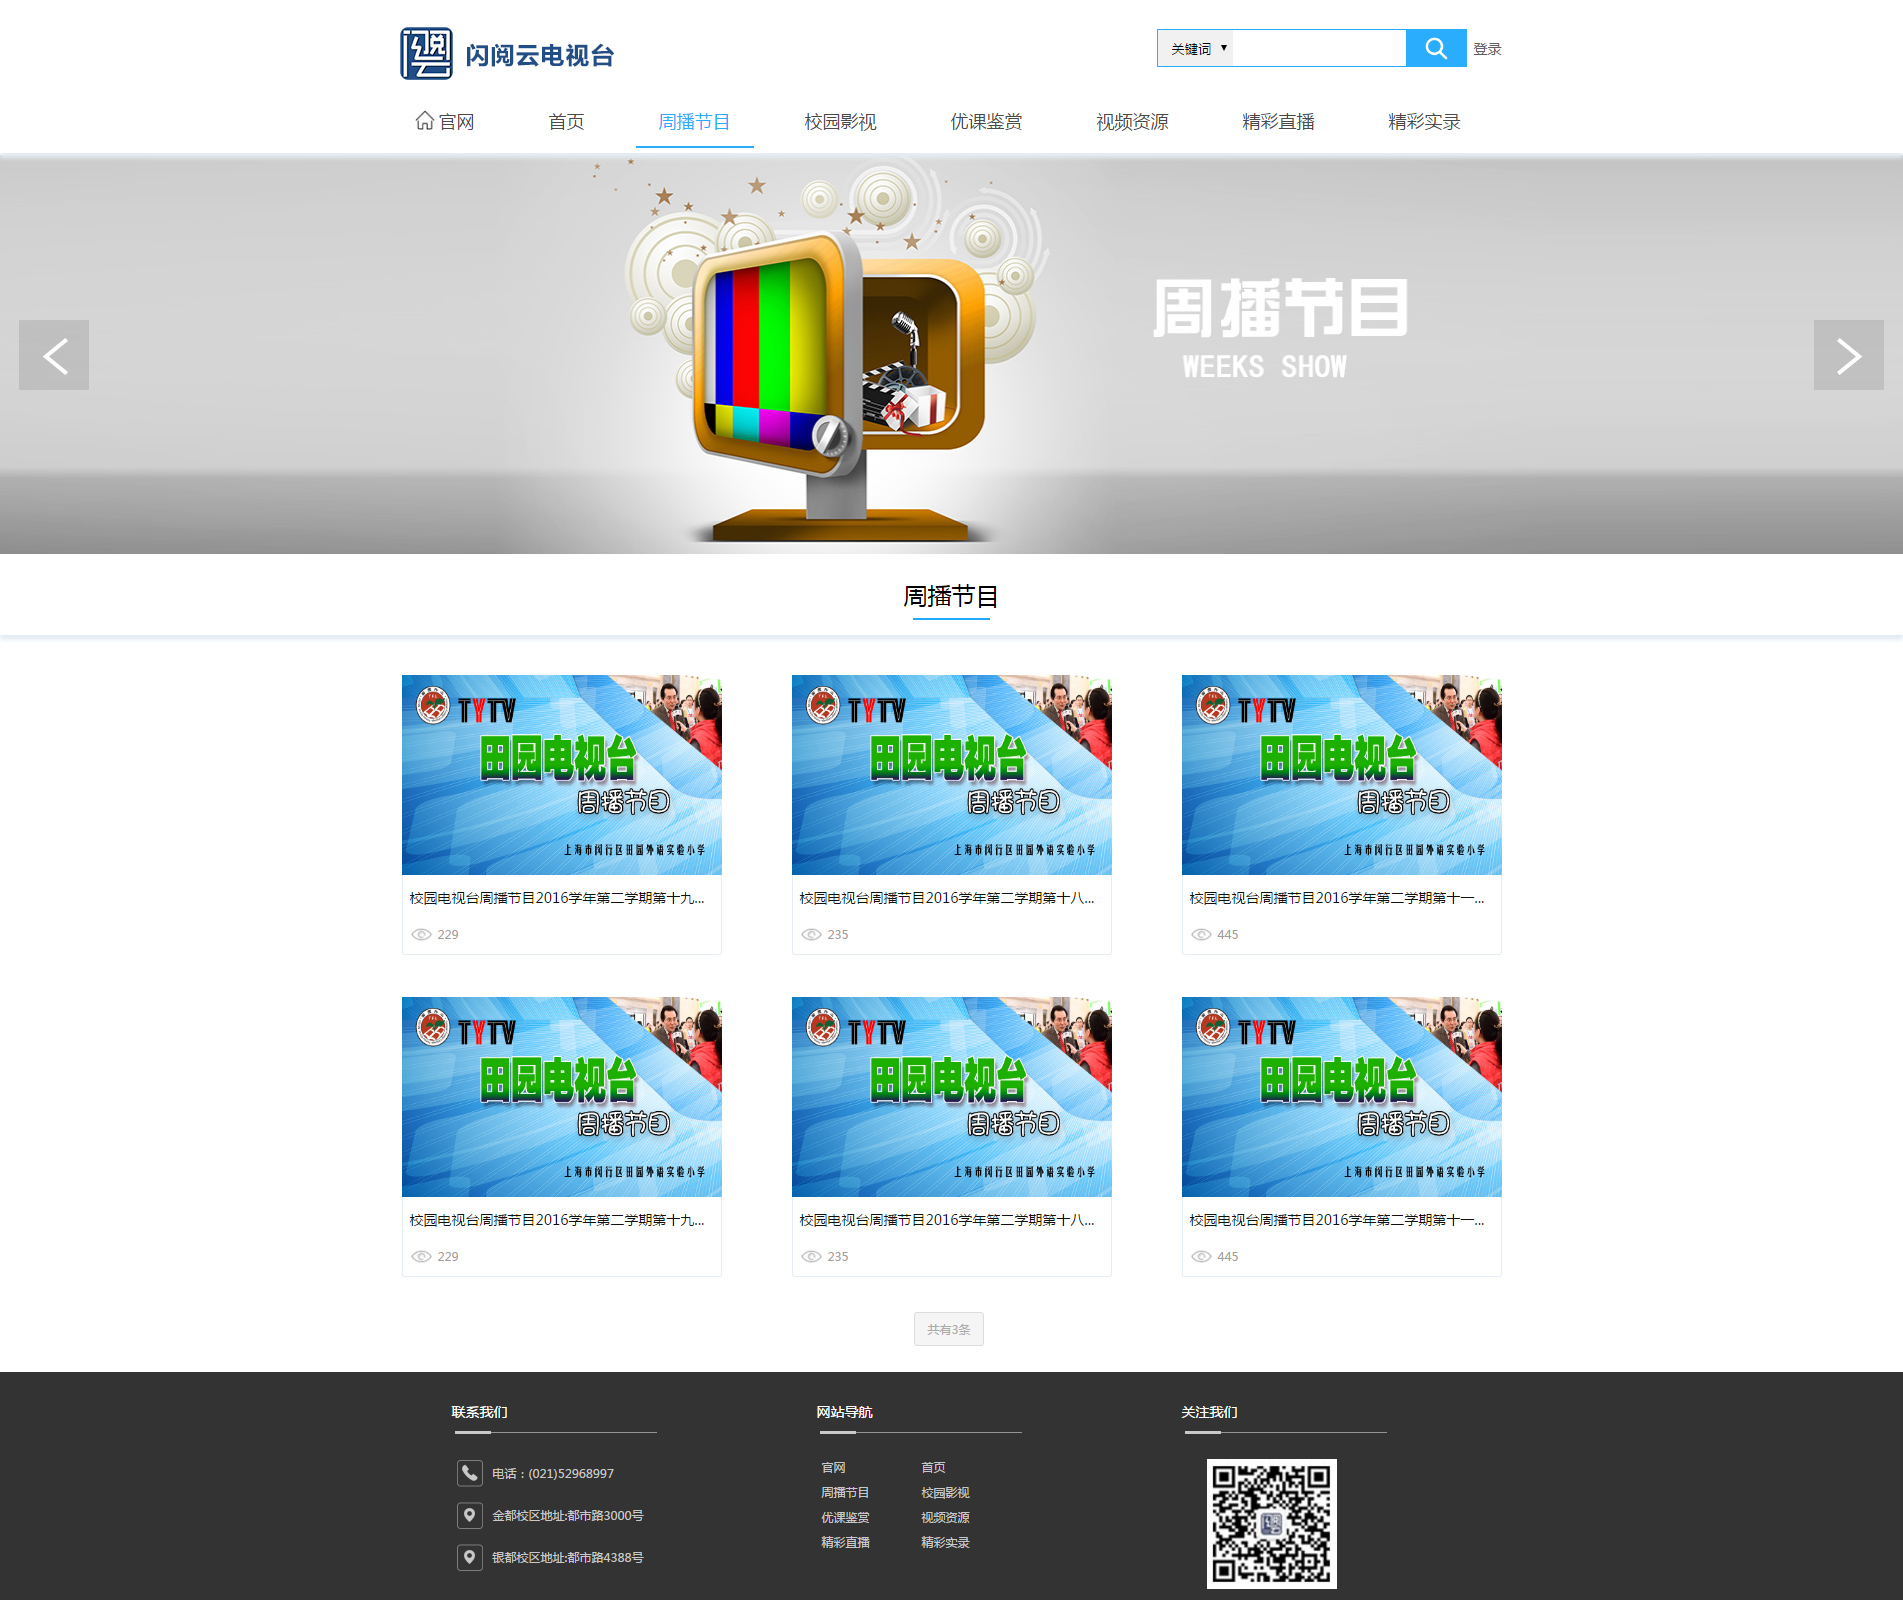 闪阅云电视台
关键词 ▼
登录
官网 首页 周播节目 校园影视 优课鉴赏 视频资源 精彩直播 精彩实录
周播节目
WEEKS SHOW
周播节目
TYTV TYTV TYTV
田园电视台 田园电视台 田园电视台
周播节目 周播节目 周播节目
上海市闵行区田园外语实验小学 上海市闵行区田园外语实验小学 上海市闵行区田园外语实验小学
校园电视台周播节目2016学年第二学期第十九... 校园电视台周播节目2016学年第二学期第十八... 校园电视台周播节目2016学年第二学期第十一...
229 235 445
TYTV TYTV TYTV
田园电视台 田园电视台 田园电视台
周播节目 周播节目 周播节目
上海市闵行区田园外语实验小学 上海市闵行区田园外语实验小学 上海市闵行区田园外语实验小学
校园电视台周播节目2016学年第二学期第十九... 校园电视台周播节目2016学年第二学期第十八... 校园电视台周播节目2016学年第二学期第十一...
229 235 445
共有3条
联系我们
电话：(021)52968997
金都校区地址:都市路3000号
银都校区地址:都市路4388号
网站导航
官网 首页
周播节目 校园影视
优课鉴赏 视频资源
精彩直播 精彩实录
关注我们